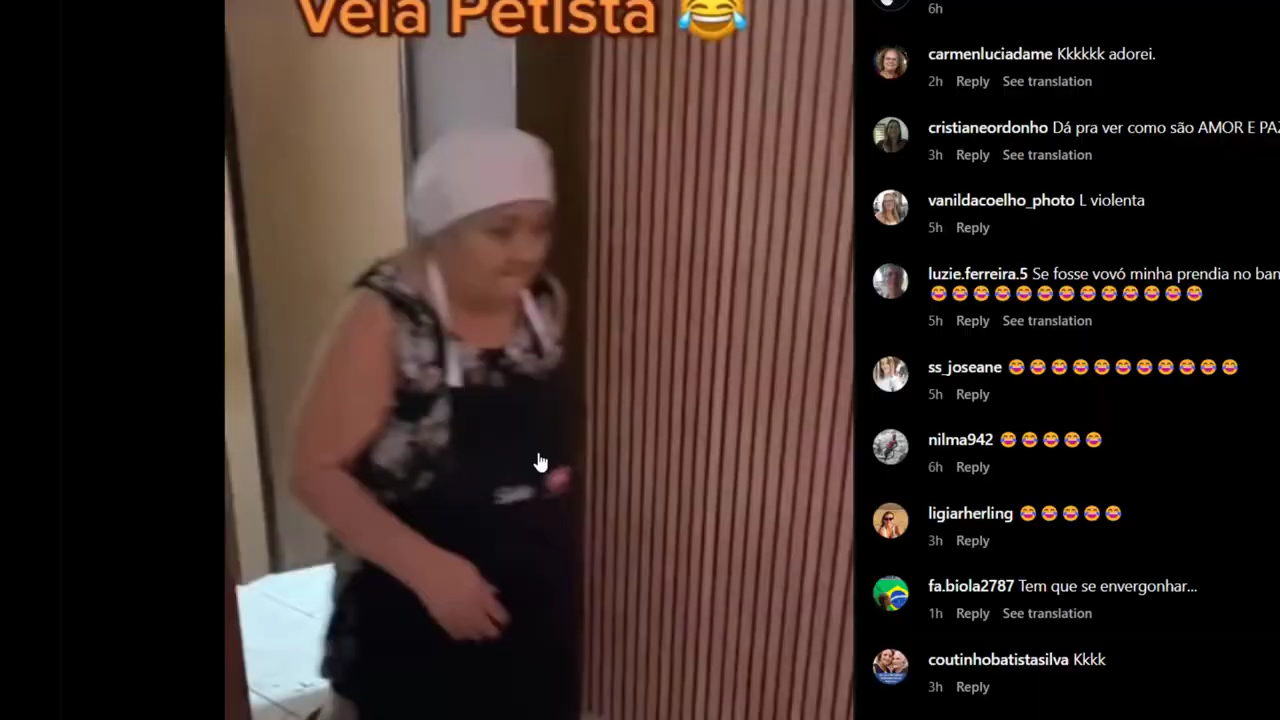 Véia Petista 😂
6h
carmenluciadame Kkkkkk adorei.
2h Reply See translation
cristianeordonho Dá pra ver como são AMOR E PAZ
3h Reply See translation
vanildacoelho_photo L violenta
5h Reply
luzie.ferreira.5 Se fosse vovó minha prendia no ban
😂😂😂😂😂😂😂😂😂😂😂😂😂
5h Reply See translation
ss_joseane 😂😂😂😂😂😂😂😂😂😂😂
5h Reply
nilma942 😂😂😂😂😂
6h Reply
ligiarherling 😂😂😂😂😂
3h Reply
fa.biola2787 Tem que se envergonhar...
1h Reply See translation
coutinhobatistasilva Kkkk
3h Reply